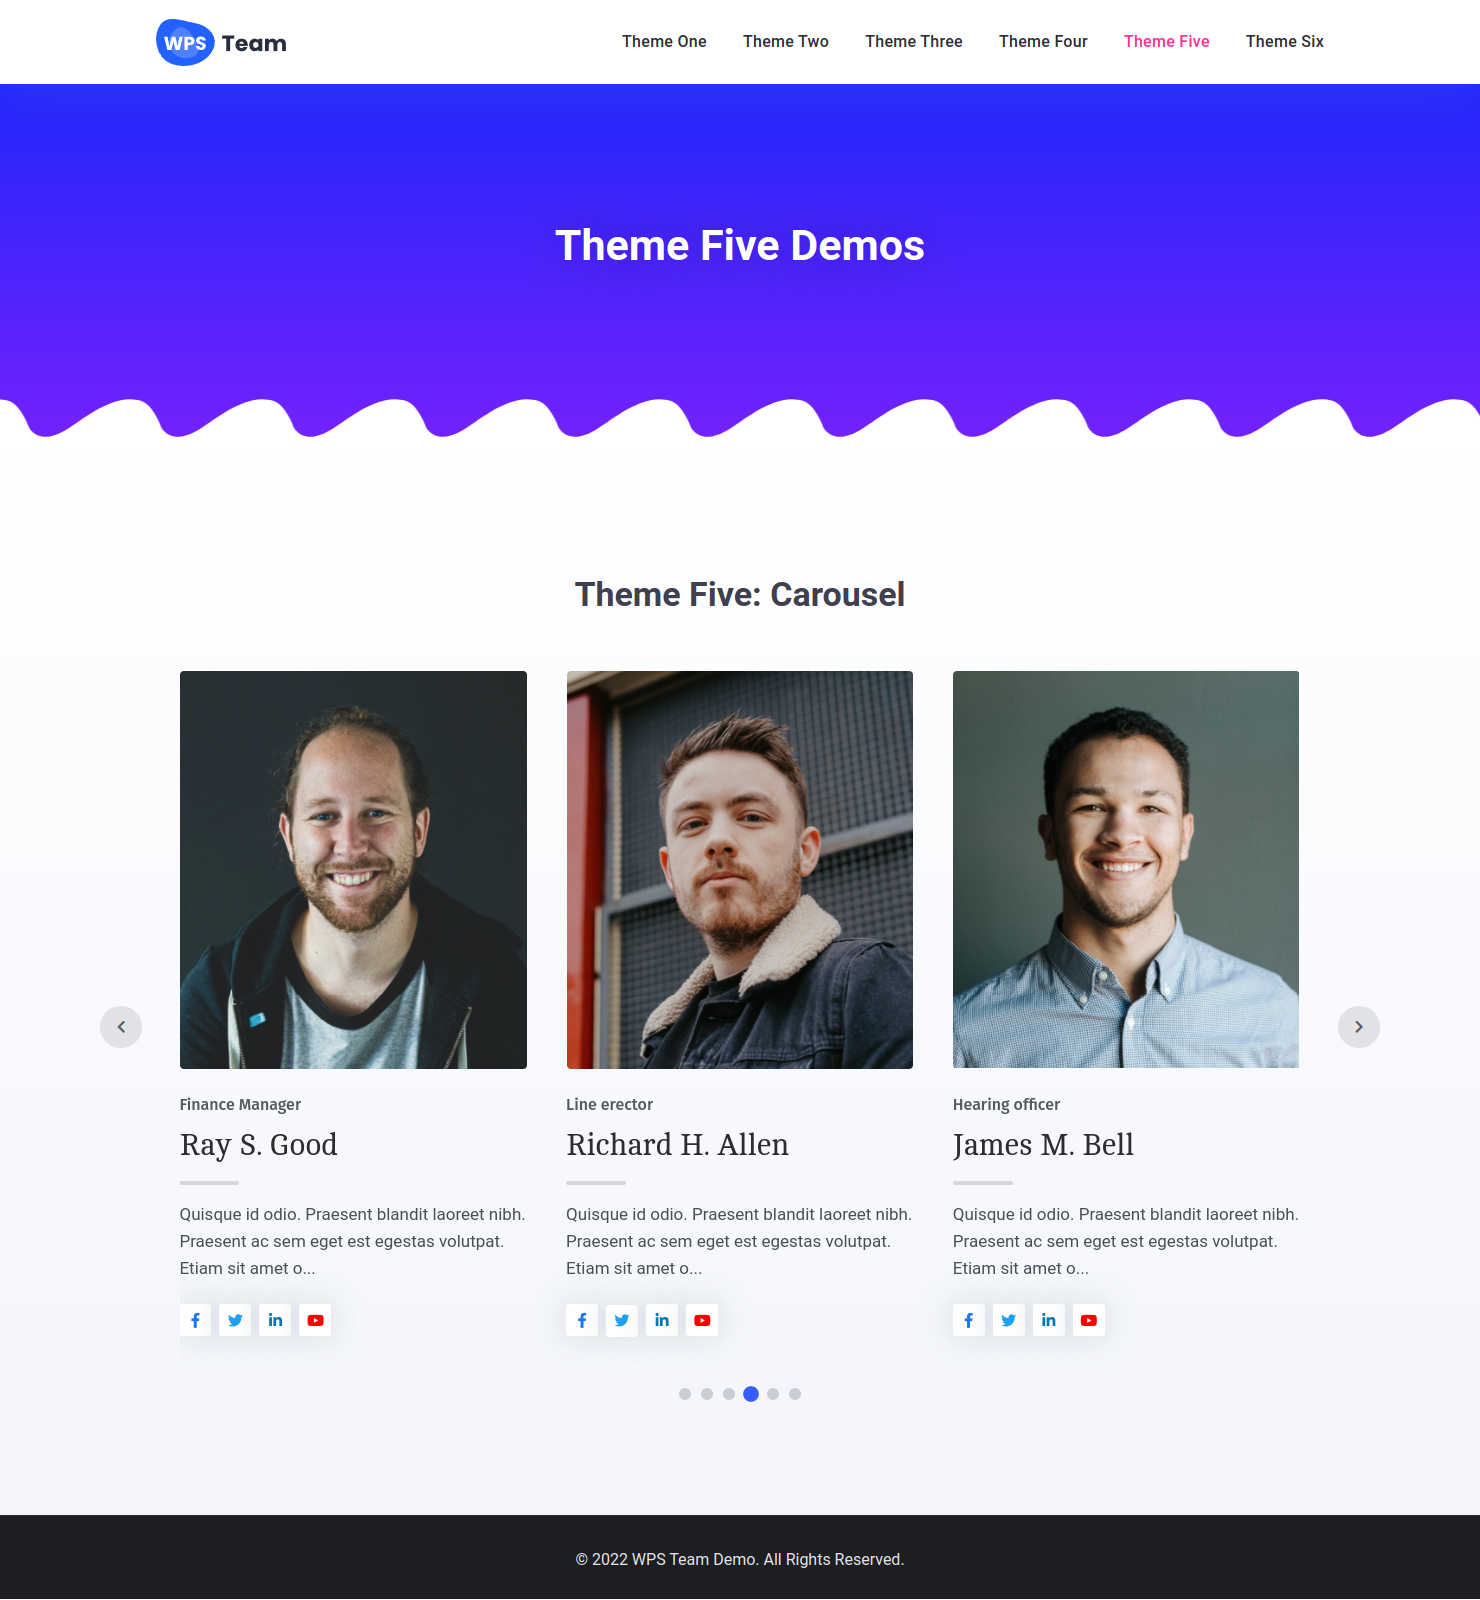 WPS Team
Theme One
Theme Two
Theme Three
Theme Four
Theme Five
Theme Six
Theme Five Demos
Theme Five: Carousel
Finance Manager
Ray S. Good
Quisque id odio. Praesent blandit laoreet nibh.
Praesent ac sem eget est egestas volutpat.
Etiam sit amet o...
Line erector
Richard H. Allen
Quisque id odio. Praesent blandit laoreet nibh.
Praesent ac sem eget est egestas volutpat.
Etiam sit amet o...
Hearing officer
James M. Bell
Quisque id odio. Praesent blandit laoreet nibh.
Praesent ac sem eget est egestas volutpat.
Etiam sit amet o...
© 2022 WPS Team Demo. All Rights Reserved.